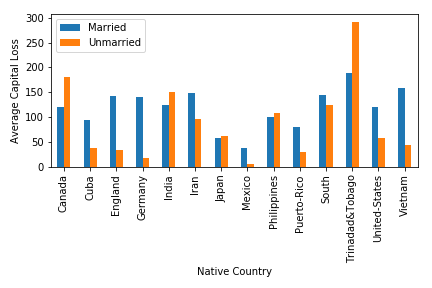 300
250
200
150
100
50
0
Average Capital Loss
Married
Unmarried
Canada
Cuba
England
Germany
India
Iran
Japan
Mexico
Philippines
Puerto-Rico
South
Trinadad&Tobago
United-States
Vietnam
Native Country